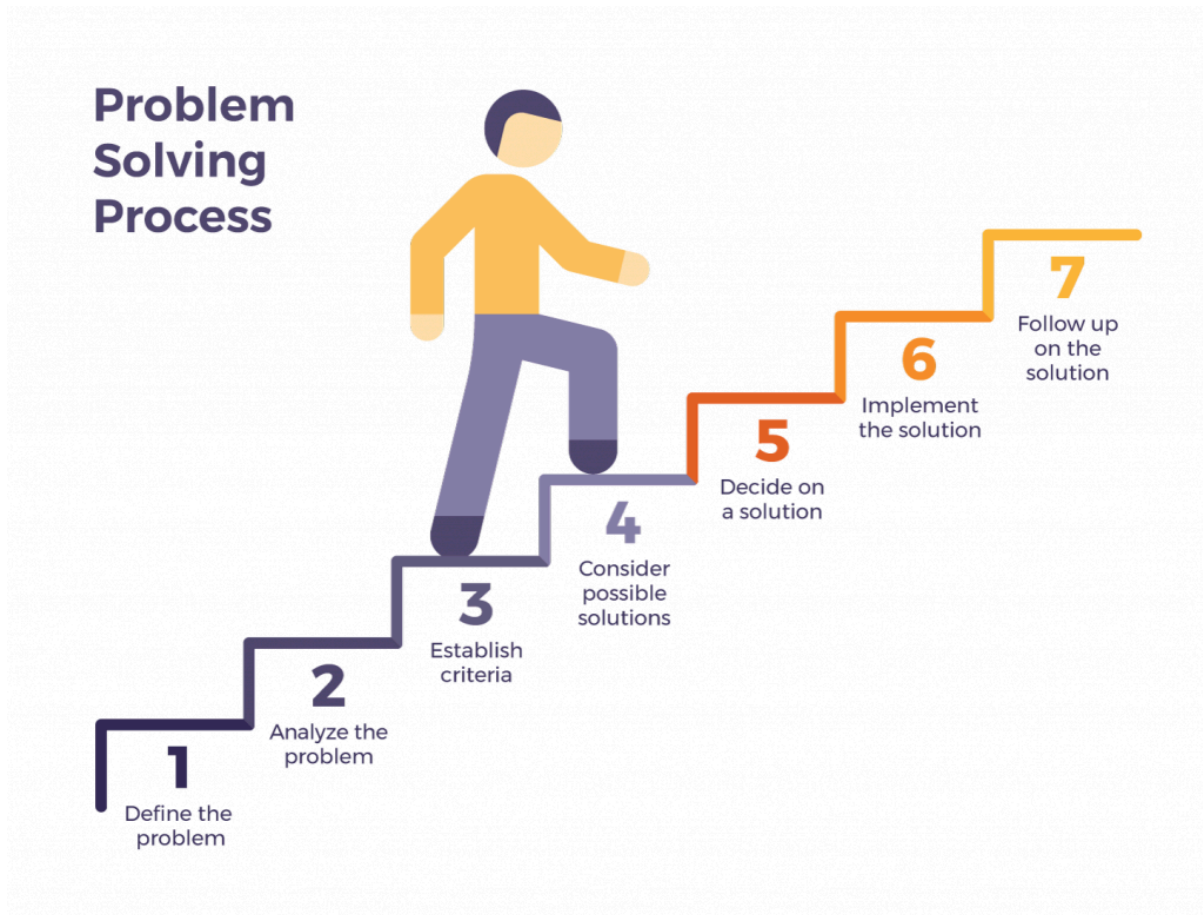 Problem
Solving
Process
1
Define the
problem
2
Analyze the
problem
3
Establish
criteria
4
Consider
possible
solutions
5
Decide on
a solution
6
Implement
the solution
7
Follow up
on the
solution